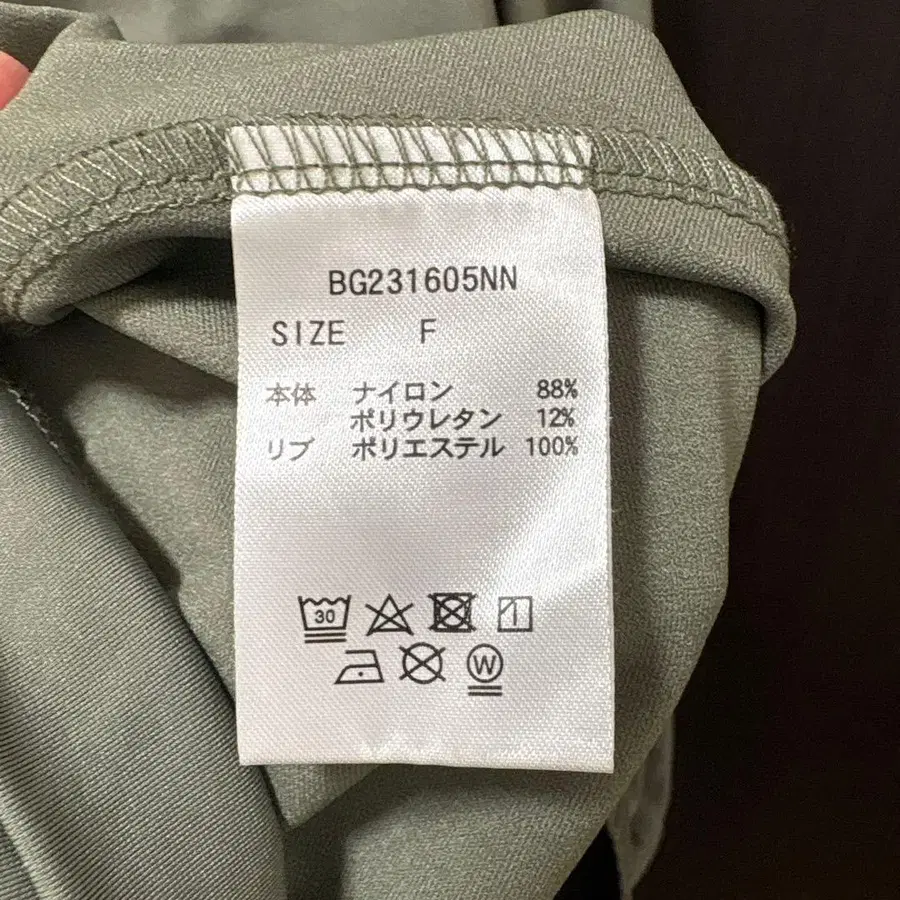 BG231605NN
SIZE F
本体 ナイロン 88%
ポリウレタン 12%
リブ ポリエステル 100%
30
W